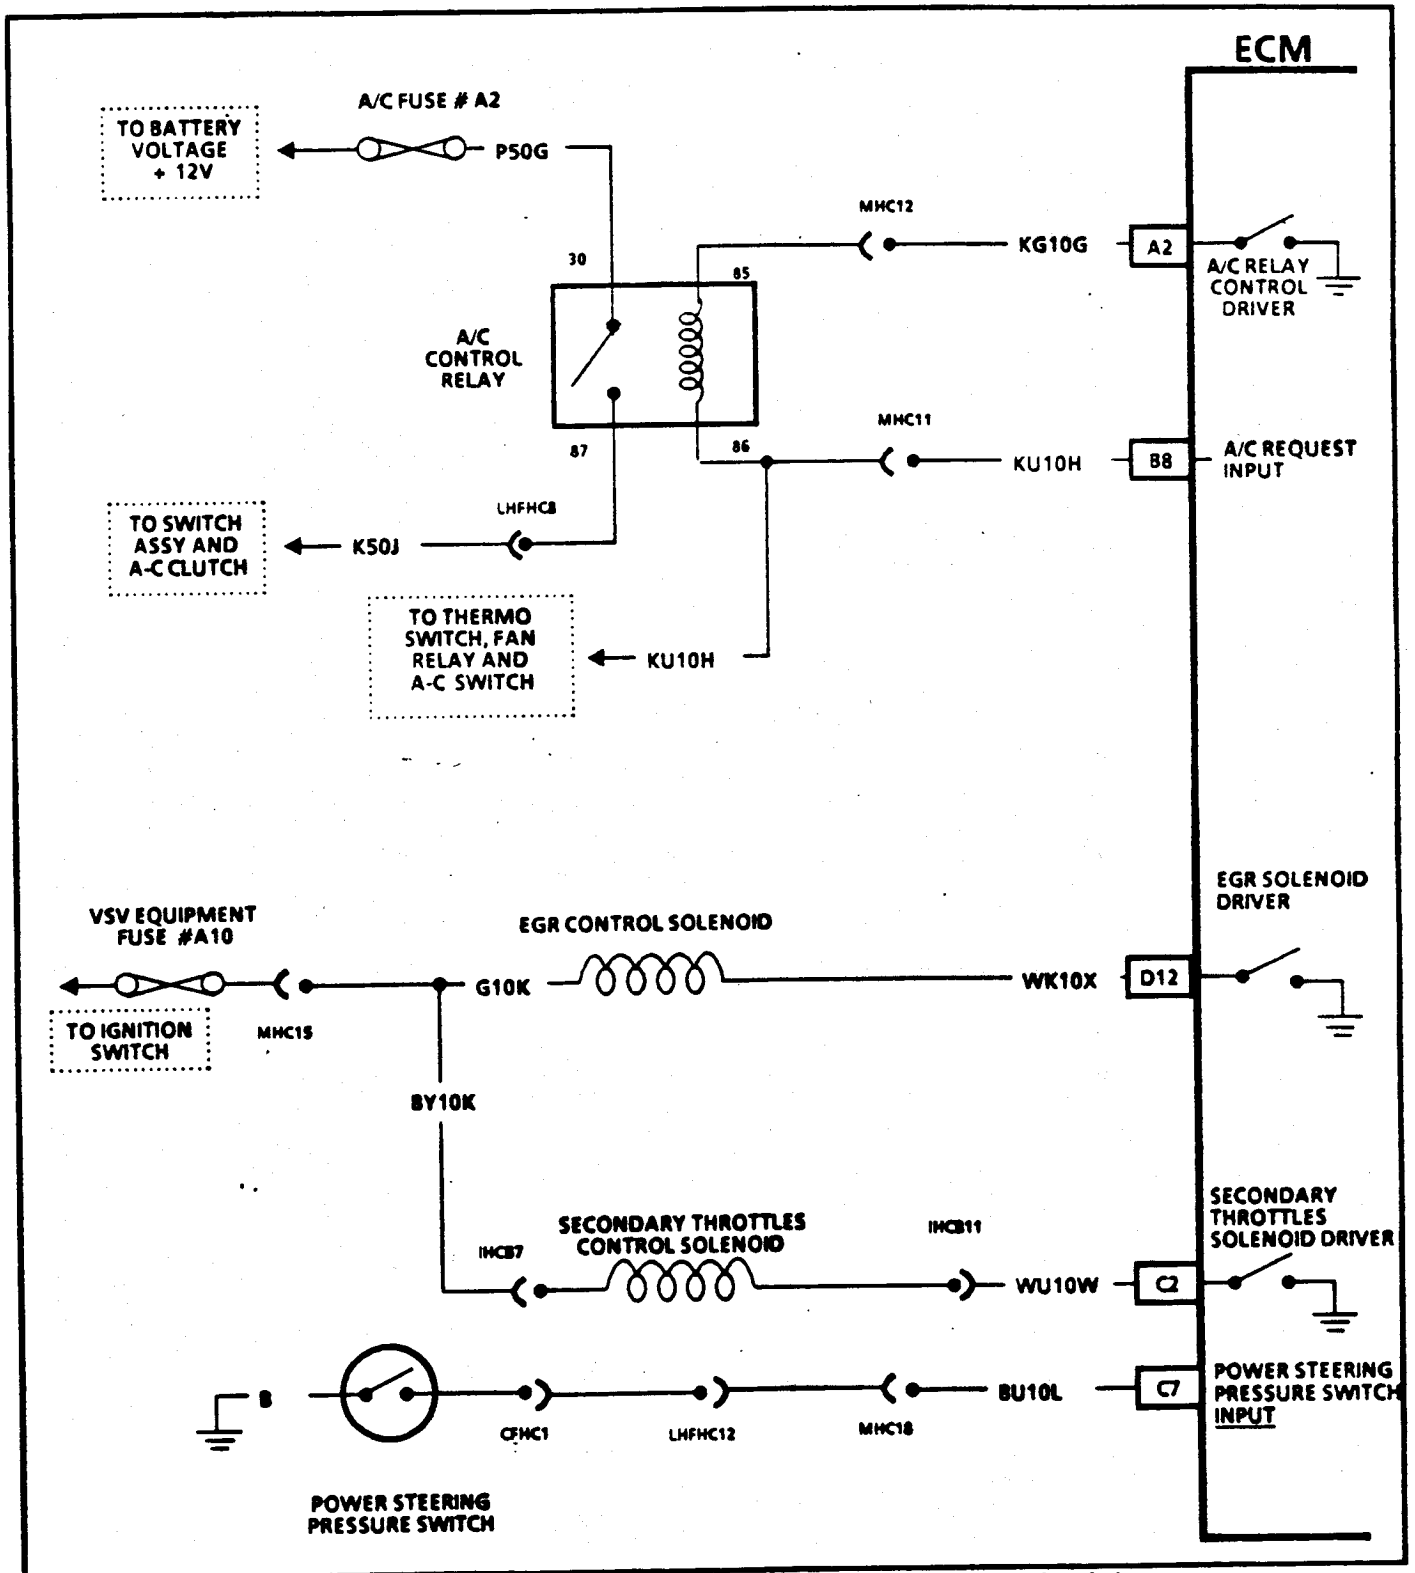 ECM
A/C FUSE # A2
TO BATTERY
VOLTAGE
+ 12V
P50G
MHC12
KG10G
A2
A/C RELAY
CONTROL
DRIVER
30
85
A/C
CONTROL
RELAY
87
86
MHC11
KU10H
B8
A/C REQUEST
INPUT
LHFHC8
TO SWITCH
ASSY AND
A-C CLUTCH
K50J
TO THERMO
SWITCH, FAN
RELAY AND
A-C SWITCH
KU10H
EGR SOLENOID
DRIVER
VSV EQUIPMENT
FUSE #A10
EGR CONTROL SOLENOID
G10K
WK10X
D12
TO IGNITION
SWITCH
MHC15
BY10K
SECONDARY
THROTTLES
SOLENOID DRIVER
SECONDARY THROTTLES
CONTROL SOLENOID
IHCB7
IHCB11
WU10W
C2
B
BU10L
C7
POWER STEERING
PRESSURE SWITCH
INPUT
CFHC1
LHFHC12
MHC18
POWER STEERING
PRESSURE SWITCH